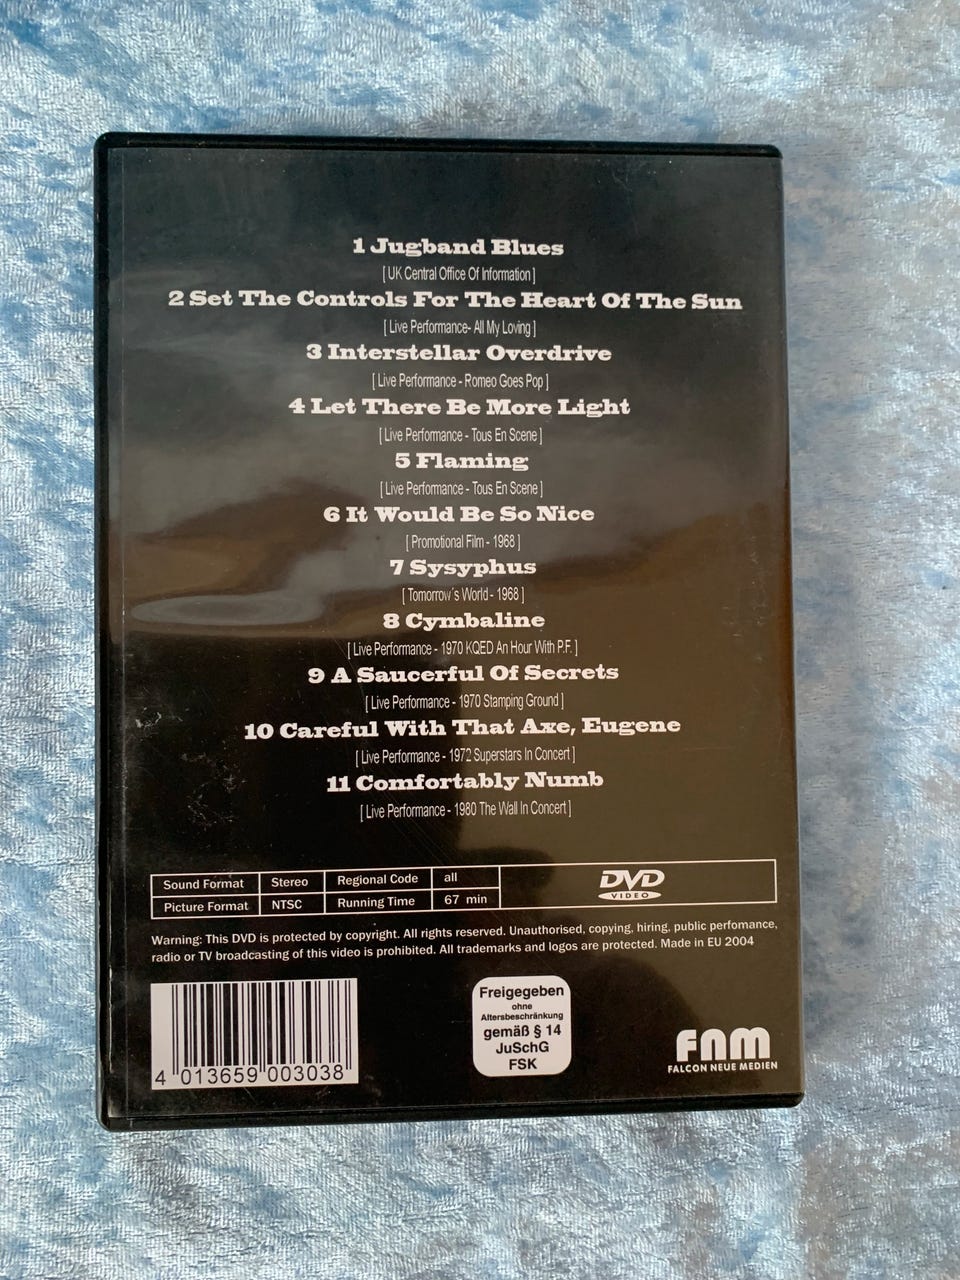 1 Jugband Blues
[ UK Central Office Of Information ]
2 Set The Controls For The Heart Of The Sun
[ Live Performance- All My Loving ]
3 Interstellar Overdrive
[ Live Performance - Romeo Goes Pop ]
4 Let There Be More Light
[ Live Performance - Tous En Scene ]
5 Flaming
[ Live Performance - Tous En Scene ]
6 It Would Be So Nice
[ Promotional Film - 1968 ]
7 Sysyphus
[ Tomorrow´s World - 1968 ]
8 Cymbaline
[ Live Performance - 1970 KQED An Hour With P.F. ]
9 A Saucerful Of Secrets
[ Live Performance - 1970 Stamping Ground ]
10 Careful With That Axe, Eugene
[ Live Performance - 1972 Superstars In Concert ]
11 Comfortably Numb
[ Live Performance - 1980 The Wall In Concert ]
Sound Format Stereo Regional Code all
Picture Format NTSC Running Time 67 min
DVD
VIDEO
Warning: This DVD is protected by copyright. All rights reserved. Unauthorised, copying, hiring, public perfomance,
radio or TV broadcasting of this video is prohibited. All trademarks and logos are protected. Made in EU 2004
4 013659 003038
Freigegeben
ohne
Altersbeschränkung
gemäß § 14
JuSchG
FSK
FNM
FALCON NEUE MEDIEN